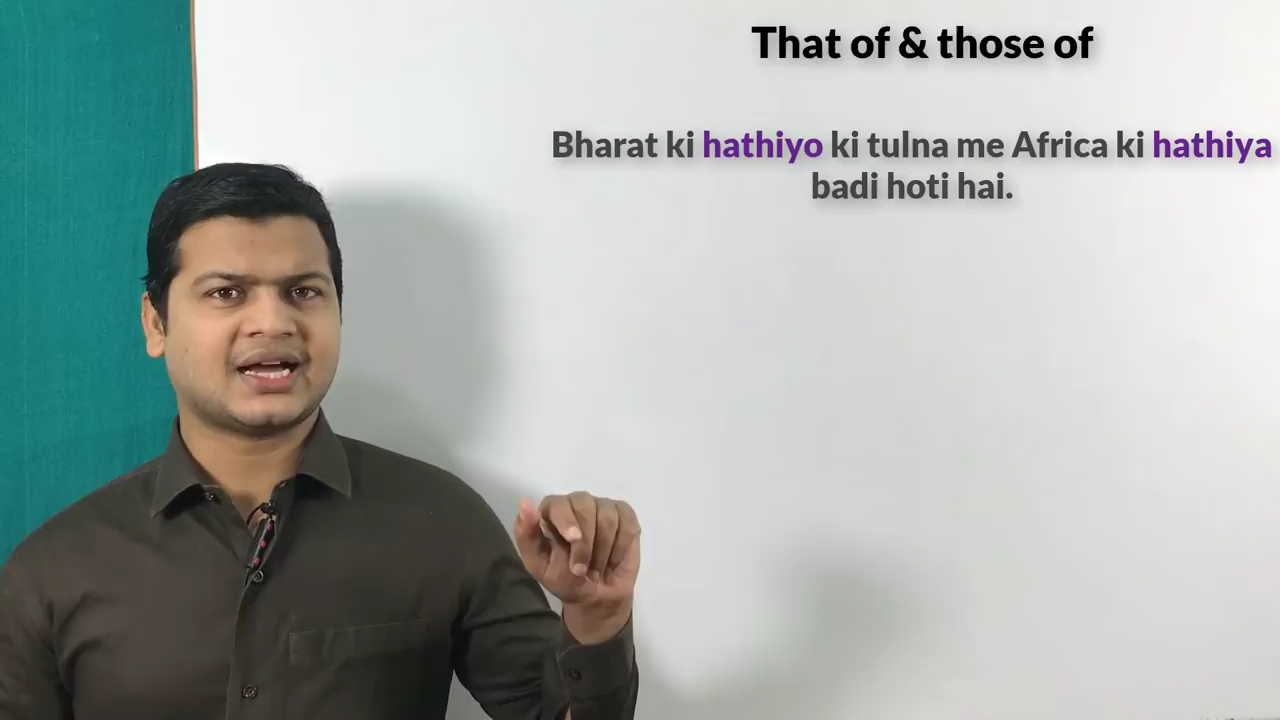 That of & those of
Bharat ki hathiyo ki tulna me Africa ki hathiya
badi hoti hai.